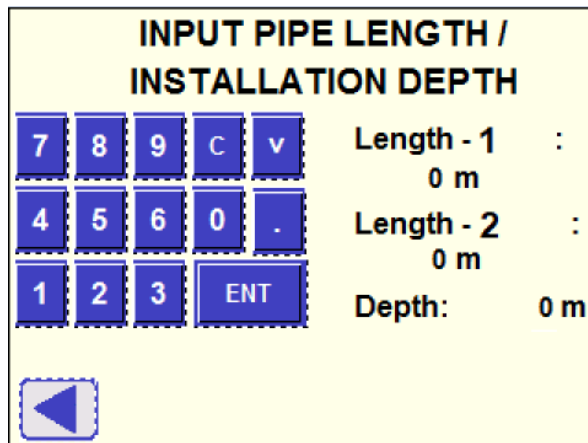 INPUT PIPE LENGTH /
INSTALLATION DEPTH
7 8 9 C v
4 5 6 0 .
1 2 3 ENT
Length - 1 :
0 m
Length - 2 :
0 m
Depth: 0 m